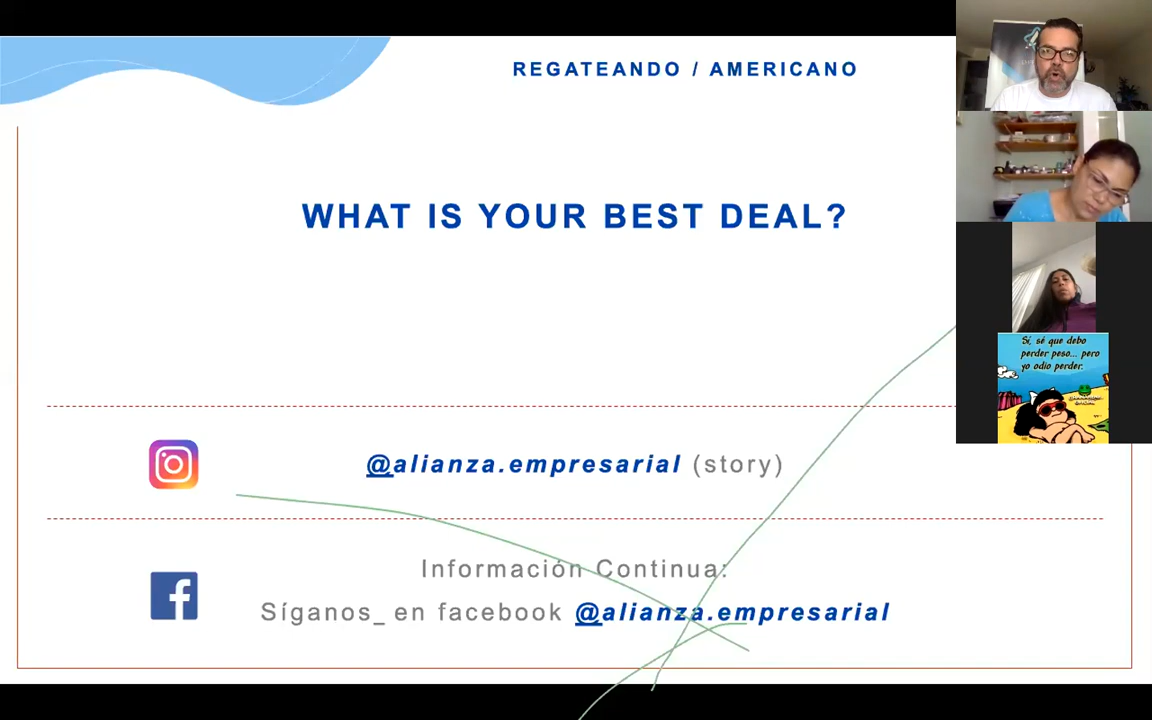 REGATEANDO / AMERICANO
WHAT IS YOUR BEST DEAL?
@alianza.empresarial (story)
Información Continua:
Síganos_ en facebook @alianza.empresarial
Sí, sé que debo
perder peso... pero
yo odio perder.